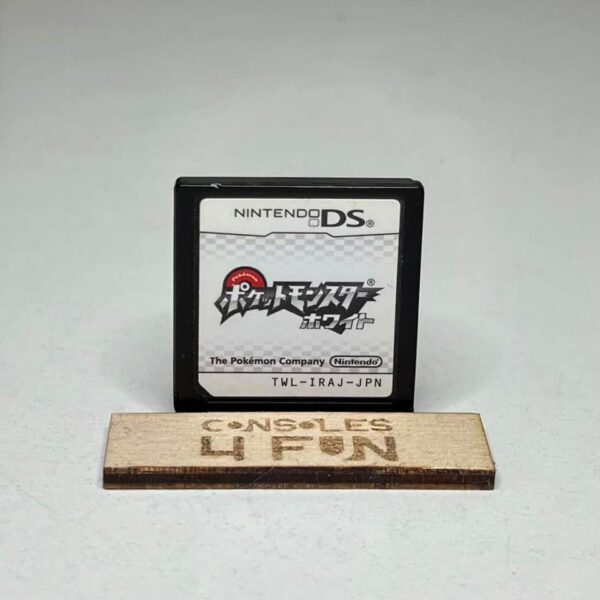 NINTENDO DS®
Pokémon
ポケットモンスター®
ホワイト
The Pokémon Company Nintendo
TWL-IRAJ-JPN
CONSOLES
4 FUN